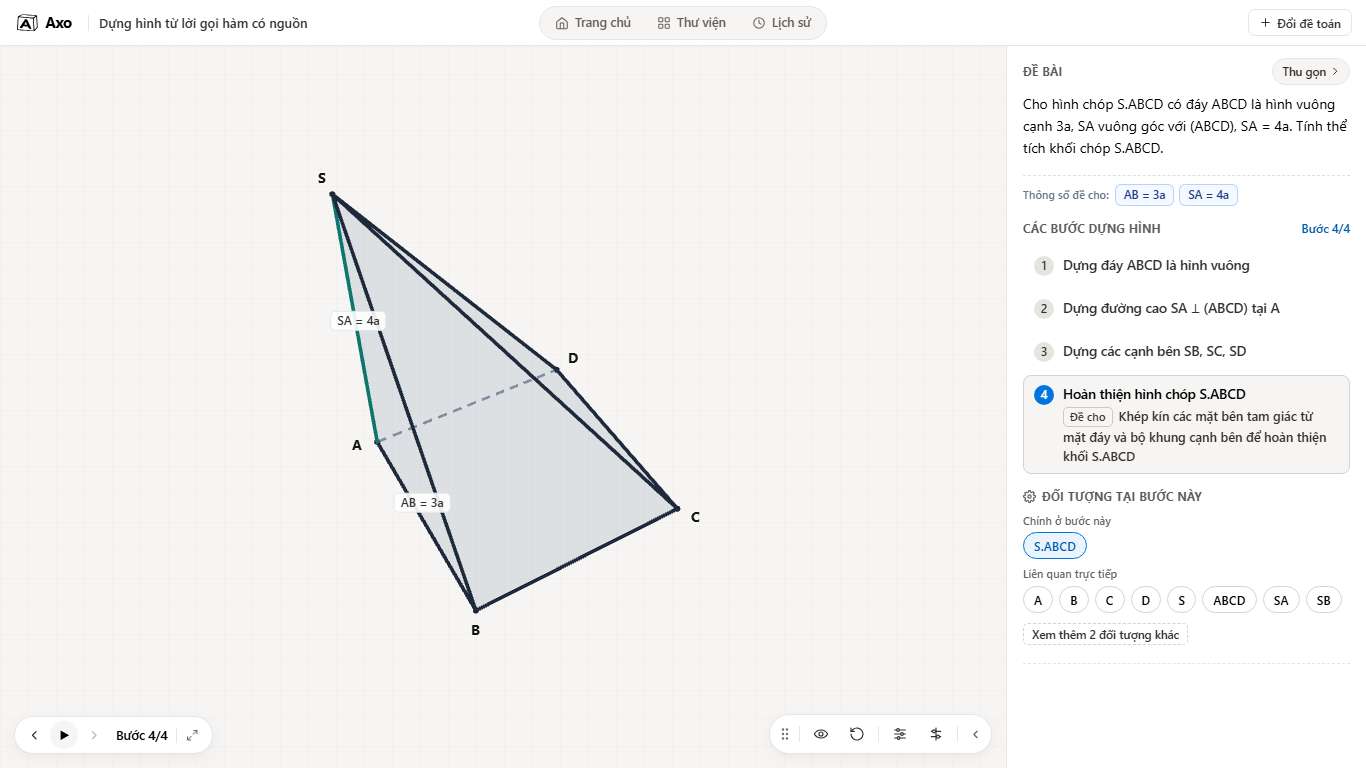 Axo
Dựng hình từ lời gọi hàm có nguồn
Trang chủ
Thư viện
Lịch sử
Đổi đề toán
S
SA = 4a
D
A
AB = 3a
C
B
Bước 4/4
ĐỀ BÀI
Thu gọn
Cho hình chóp S.ABCD có đáy ABCD là hình vuông
cạnh 3a, SA vuông góc với (ABCD), SA = 4a. Tính thể
tích khối chóp S.ABCD.
Thông số đề cho:
AB = 3a
SA = 4a
CÁC BƯỚC DỰNG HÌNH
Bước 4/4
1 Dựng đáy ABCD là hình vuông
2 Dựng đường cao SA ⊥ (ABCD) tại A
3 Dựng các cạnh bên SB, SC, SD
4 Hoàn thiện hình chóp S.ABCD
Đề cho Khép kín các mặt bên tam giác từ
mặt đáy và bộ khung cạnh bên để hoàn thiện
khối S.ABCD
ĐỐI TƯỢNG TẠI BƯỚC NÀY
Chính ở bước này
S.ABCD
Liên quan trực tiếp
A B C D S ABCD SA SB
Xem thêm 2 đối tượng khác